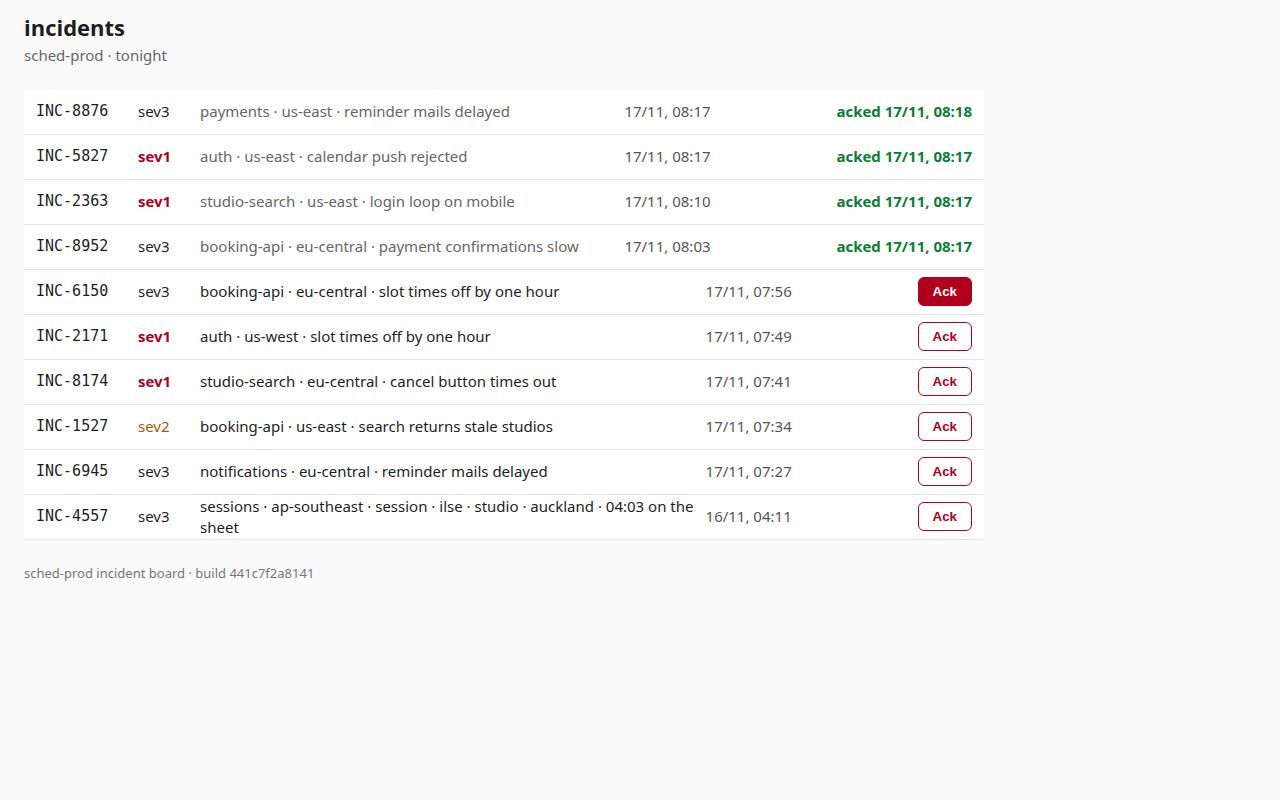 incidents
sched-prod · tonight
INC-8876 sev3 payments · us-east · reminder mails delayed 17/11, 08:17 acked 17/11, 08:18
INC-5827 sev1 auth · us-east · calendar push rejected 17/11, 08:17 acked 17/11, 08:17
INC-2363 sev1 studio-search · us-east · login loop on mobile 17/11, 08:10 acked 17/11, 08:17
INC-8952 sev3 booking-api · eu-central · payment confirmations slow 17/11, 08:03 acked 17/11, 08:17
INC-6150 sev3 booking-api · eu-central · slot times off by one hour 17/11, 07:56 Ack
INC-2171 sev1 auth · us-west · slot times off by one hour 17/11, 07:49 Ack
INC-8174 sev1 studio-search · eu-central · cancel button times out 17/11, 07:41 Ack
INC-1527 sev2 booking-api · us-east · search returns stale studios 17/11, 07:34 Ack
INC-6945 sev3 notifications · eu-central · reminder mails delayed 17/11, 07:27 Ack
INC-4557 sev3 sessions · ap-southeast · session · ilse · studio · auckland · 04:03 on the
sheet 16/11, 04:11 Ack
sched-prod incident board · build 441c7f2a8141